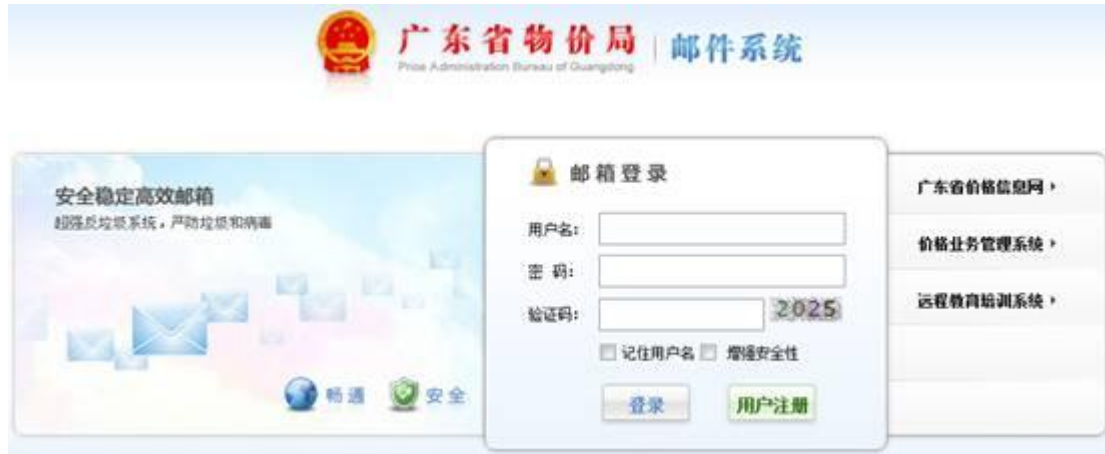 广东省物价局 | 邮件系统
Price Administration Bureau of Guangdong
安全稳定高效邮箱
超强反垃圾系统，严防垃圾和病毒
畅通 安全
邮箱登录
用户名:
密 码:
验证码: 2025
记住用户名 增强安全性
登录 用户注册
广东省价格信息网
价格业务管理系统
远程教育培训系统